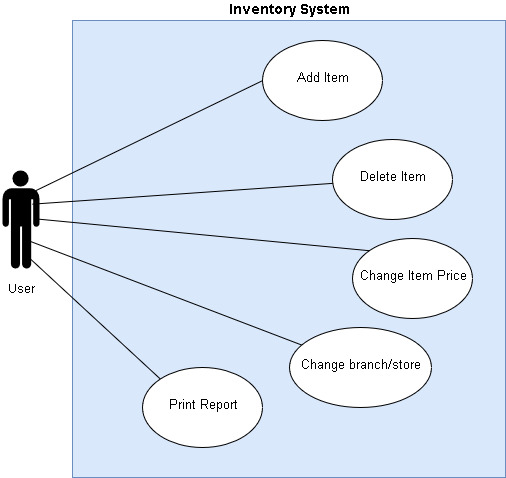 Inventory System
Add Item
Delete Item
Change Item Price
User
Change branch/store
Print Report